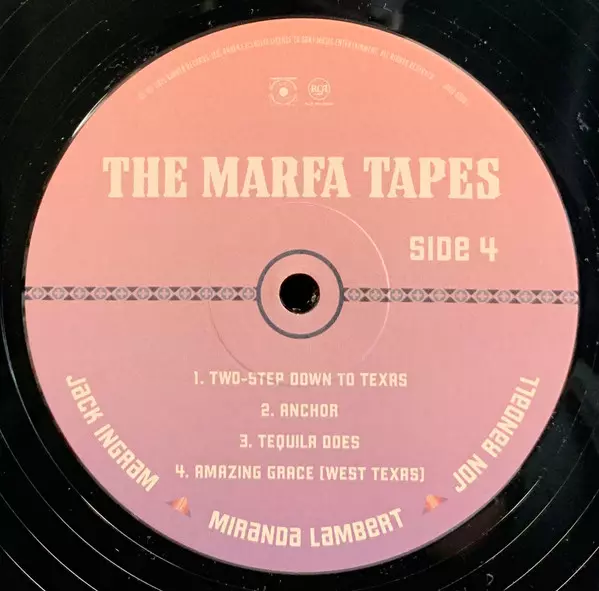 THE MARFA TAPES
SIDE 4
1. TWO-STEP DOWN TO TEXAS
2. ANCHOR
3. TEQUILA DOES
4. AMAZING GRACE (WEST TEXAS)
JACK INGRAM
MIRANDA LAMBERT
JON RANDALL